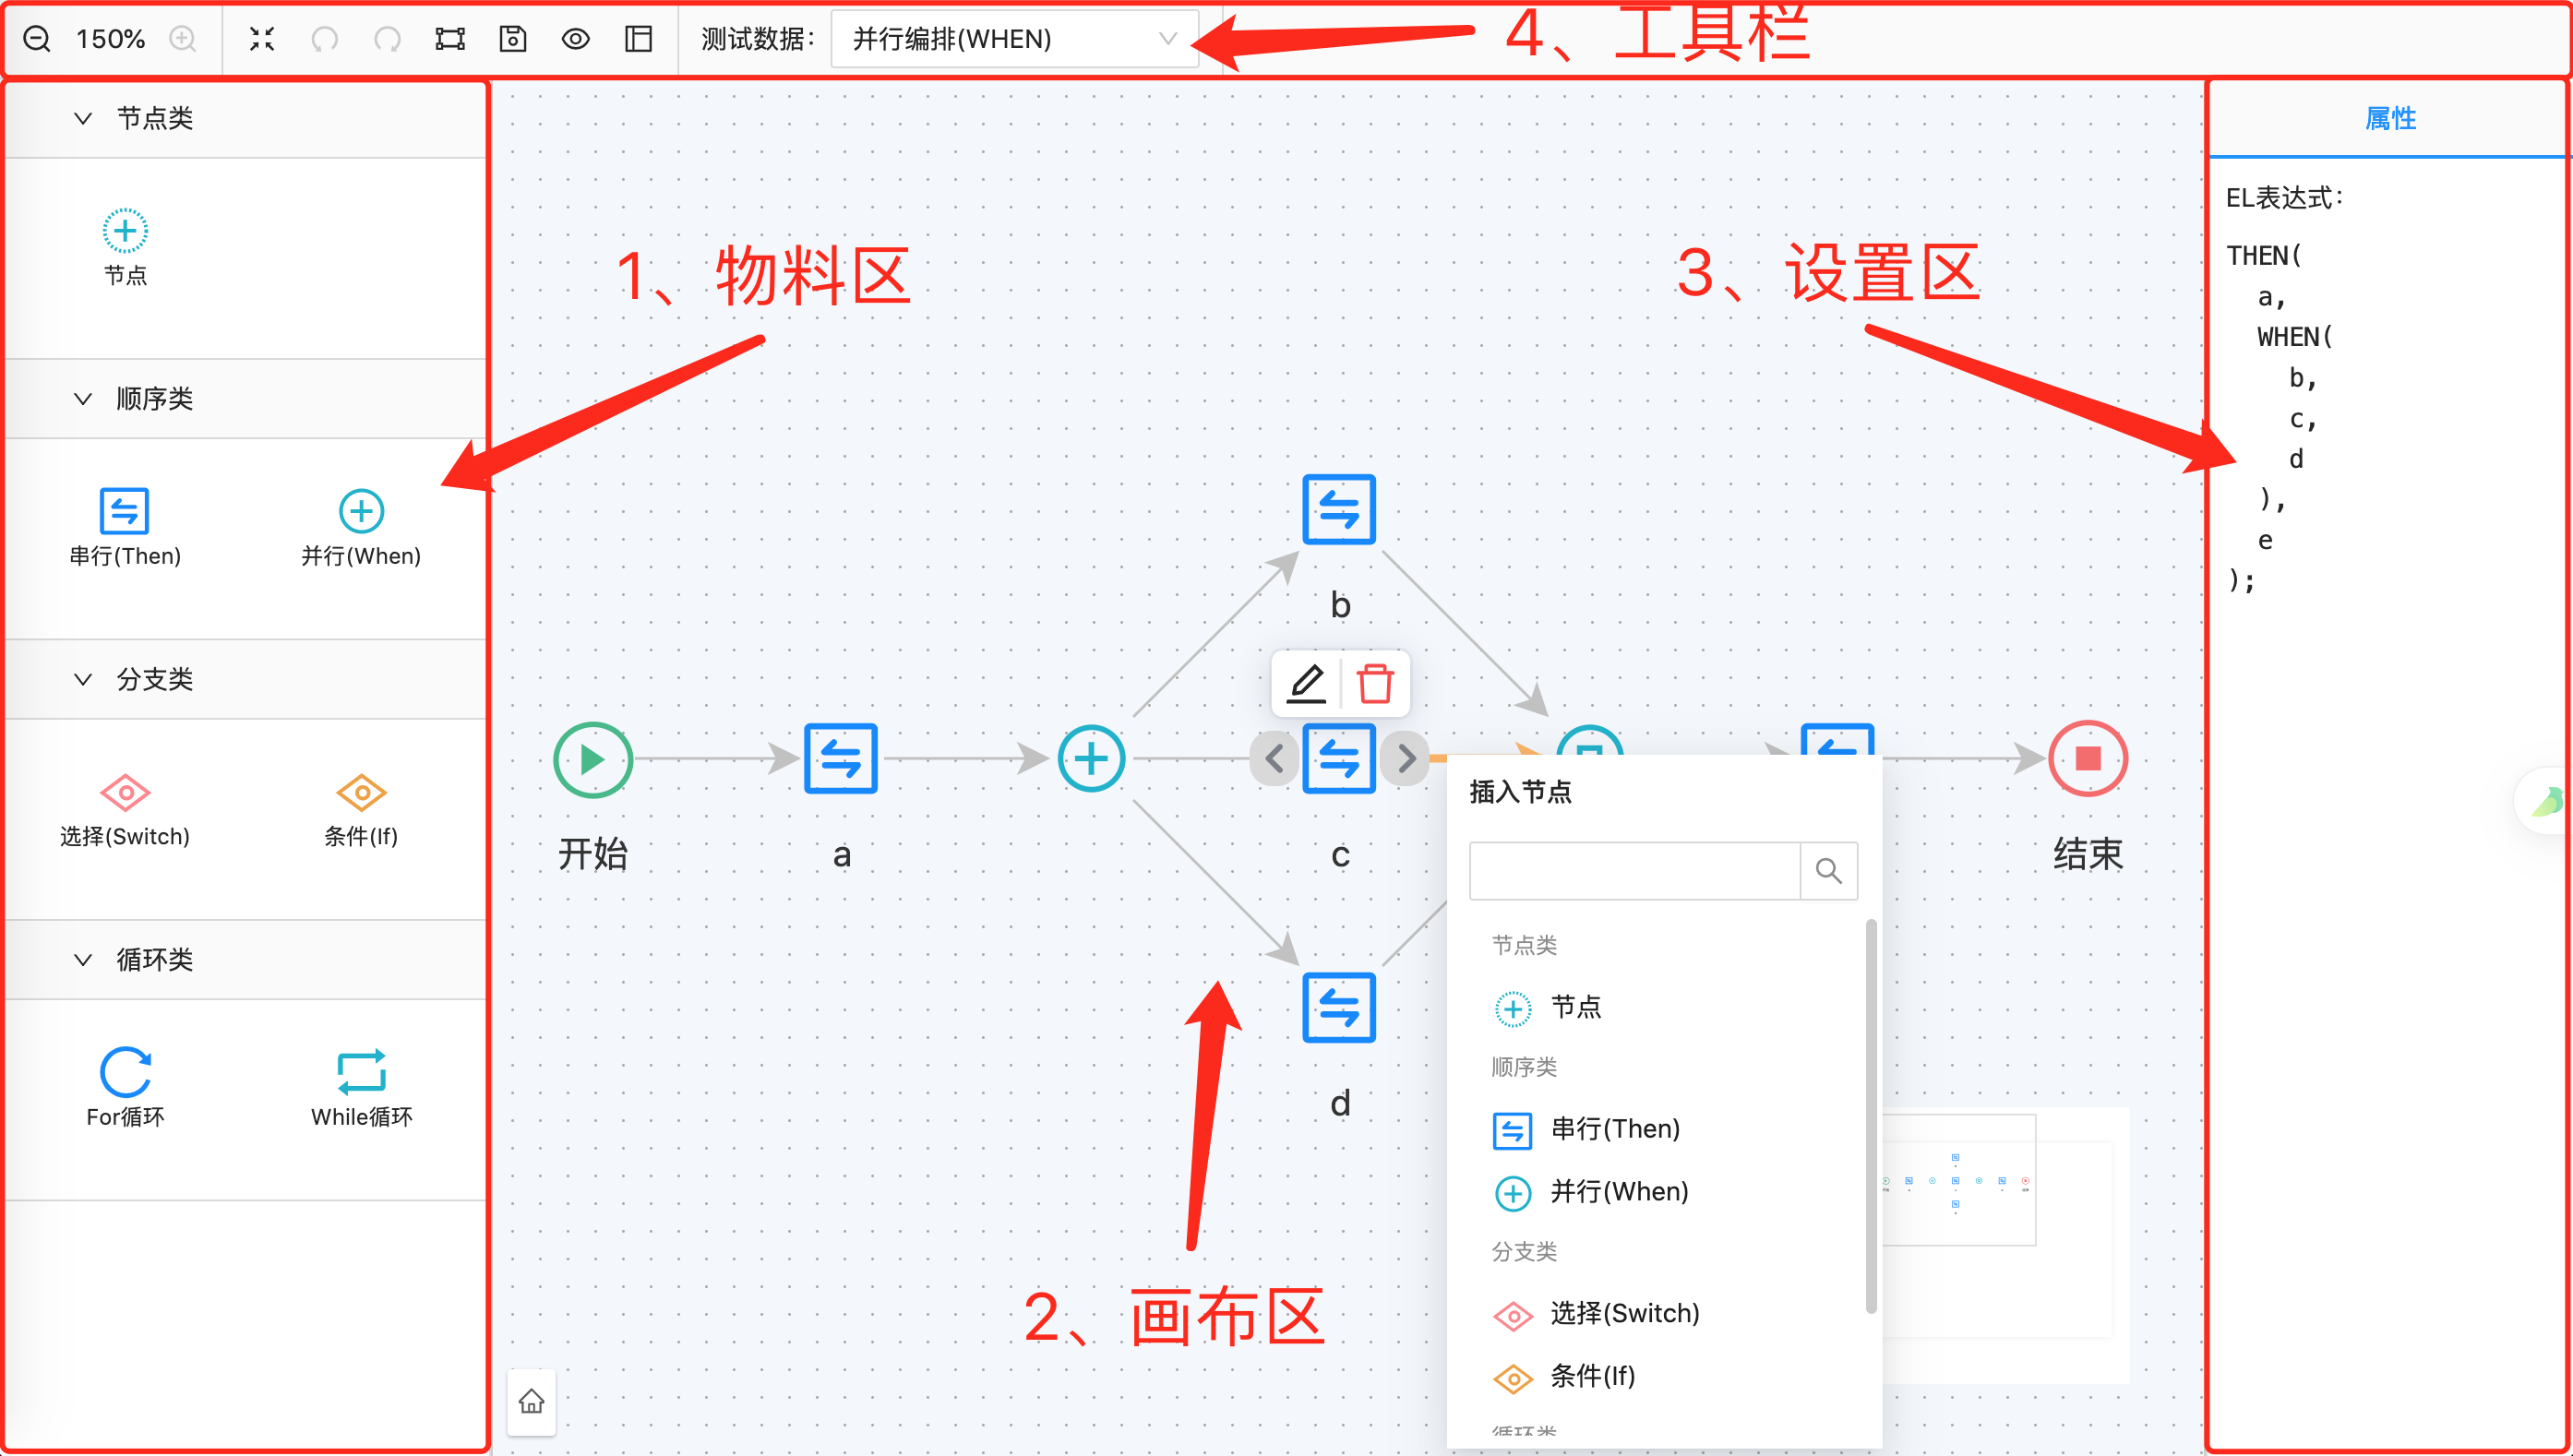 150%
测试数据：
并行编排(WHEN)
4、工具栏
节点类
节点
顺序类
串行(Then)
并行(When)
分支类
选择(Switch)
条件(If)
循环类
For循环
While循环
1、物料区
3、设置区
b
开始
a
c
结束
d
2、画布区
插入节点
节点类
节点
顺序类
串行(Then)
并行(When)
分支类
选择(Switch)
条件(If)
循环类
属性
EL表达式：
THEN(
a,
WHEN(
b,
c,
d
),
e
);